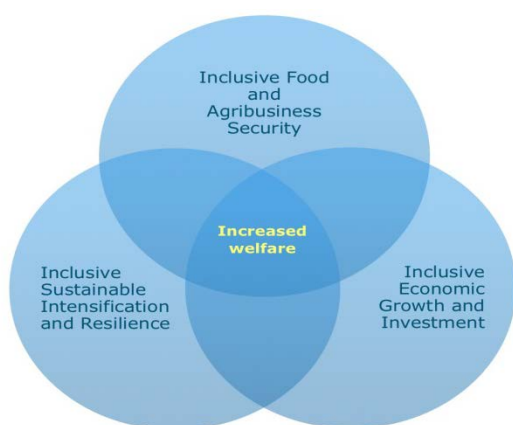 Inclusive Food
and
Agribusiness
Security
Increased
welfare
Inclusive
Sustainable
Intensification
and Resilience
Inclusive
Economic
Growth and
Investment